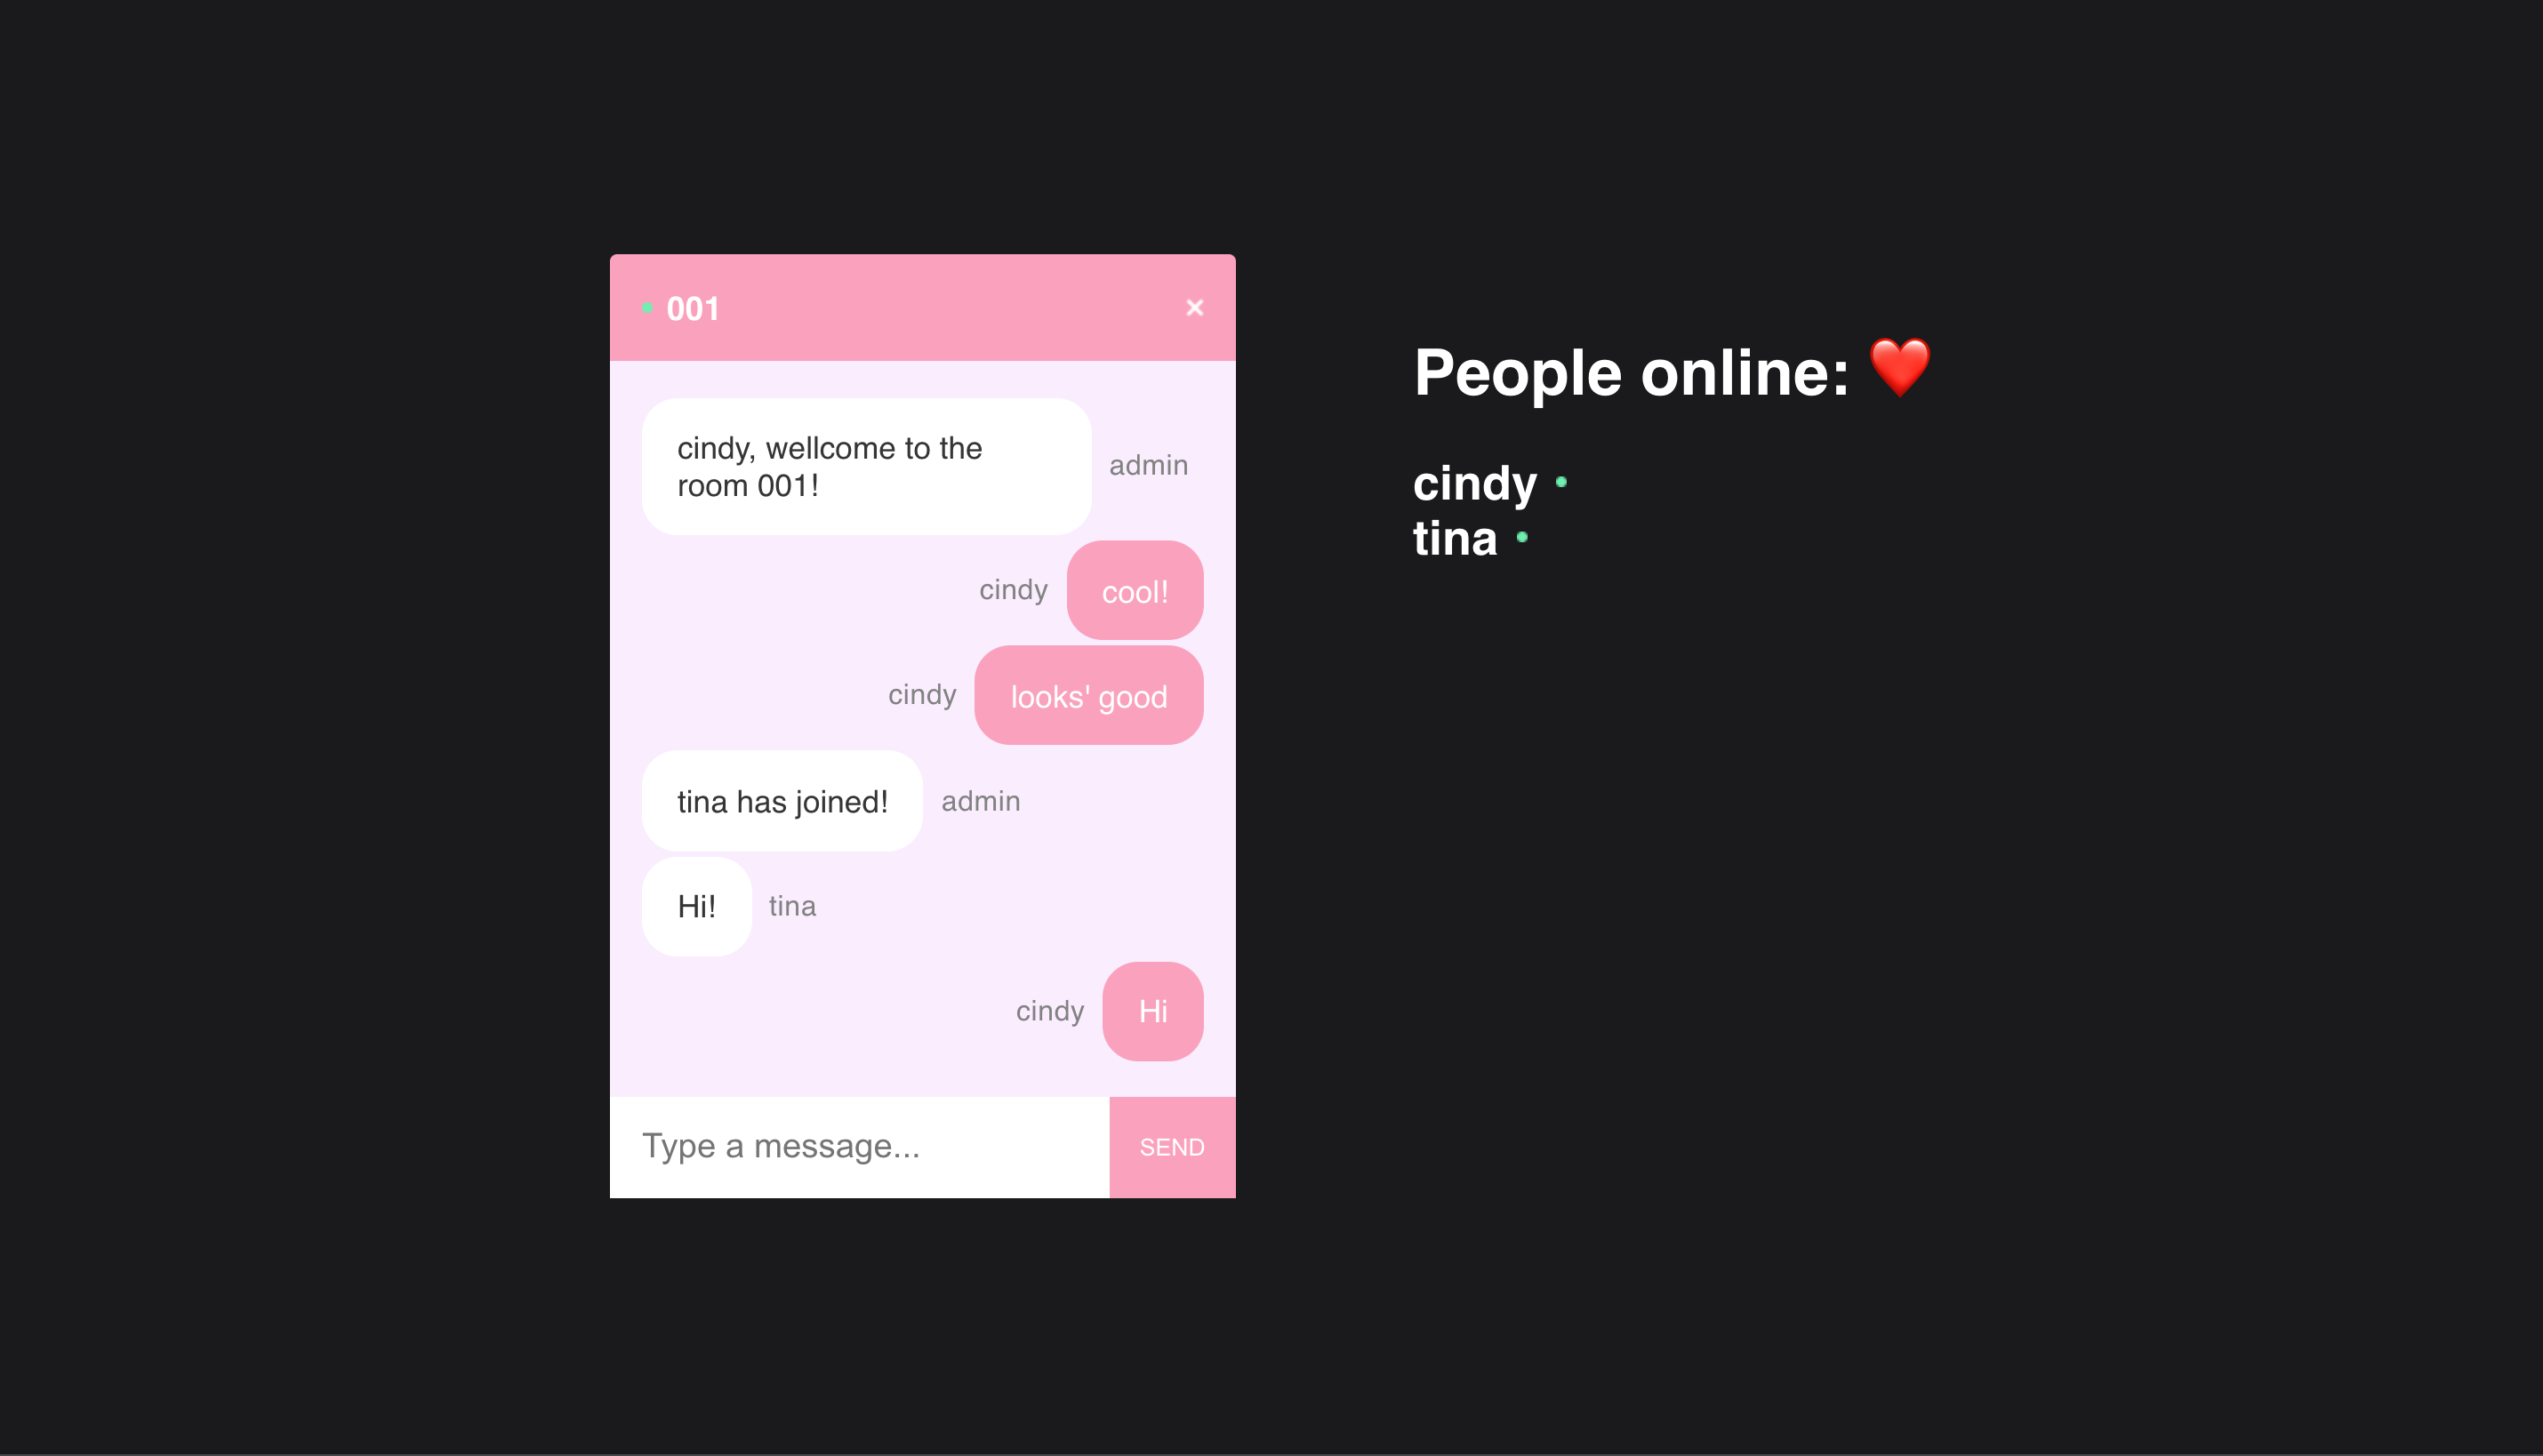 001
cindy, wellcome to the
room 001!
admin
cindy
cool!
cindy
looks' good
tina has joined!
admin
Hi!
tina
cindy
Hi
Type a message...
SEND
People online: ❤️
cindy
tina